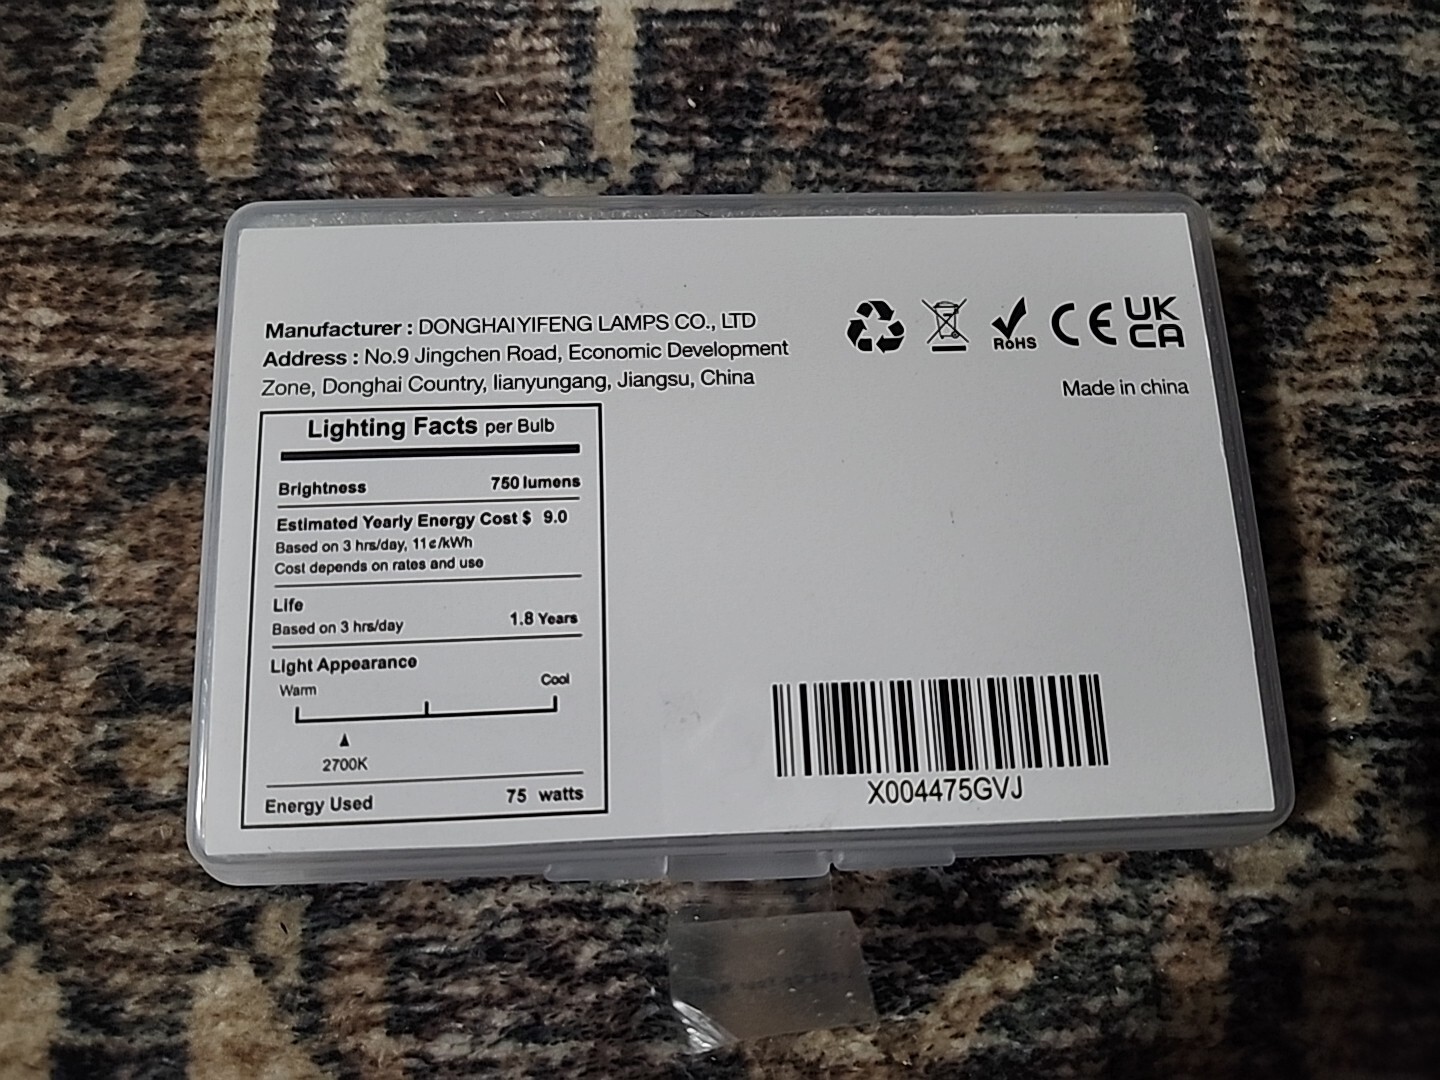 Manufacturer : DONGHAIYIFENG LAMPS CO., LTD
Address : No.9 Jingchen Road, Economic Development
Zone, Donghai Country, lianyungang, Jiangsu, China
RoHS
CE
UK
CA
Made in china
Lighting Facts per Bulb
Brightness 750 lumens
Estimated Yearly Energy Cost $ 9.0
Based on 3 hrs/day, 11¢/kWh
Cost depends on rates and use
Life
Based on 3 hrs/day 1.8 Years
Light Appearance
Warm Cool
2700K
Energy Used 75 watts
X004475GVJ